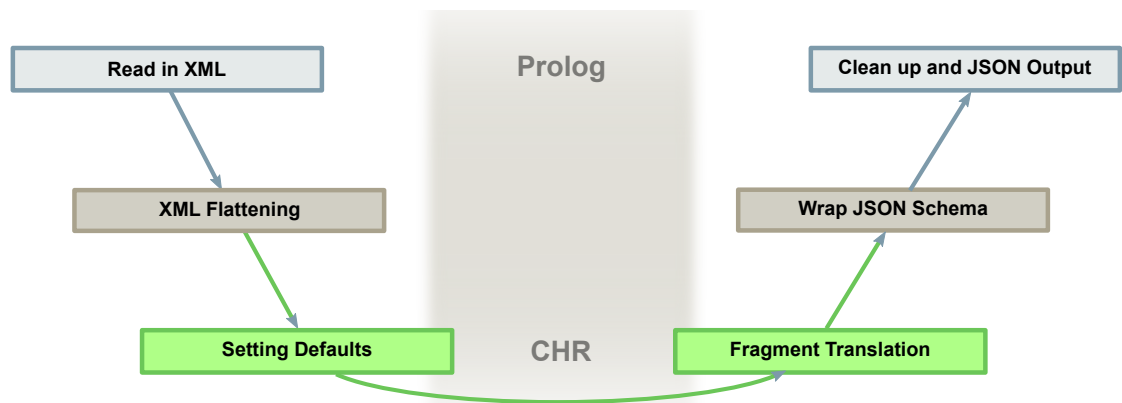 Read in XML
Prolog
Clean up and JSON Output
XML Flattening
Wrap JSON Schema
Setting Defaults
CHR
Fragment Translation